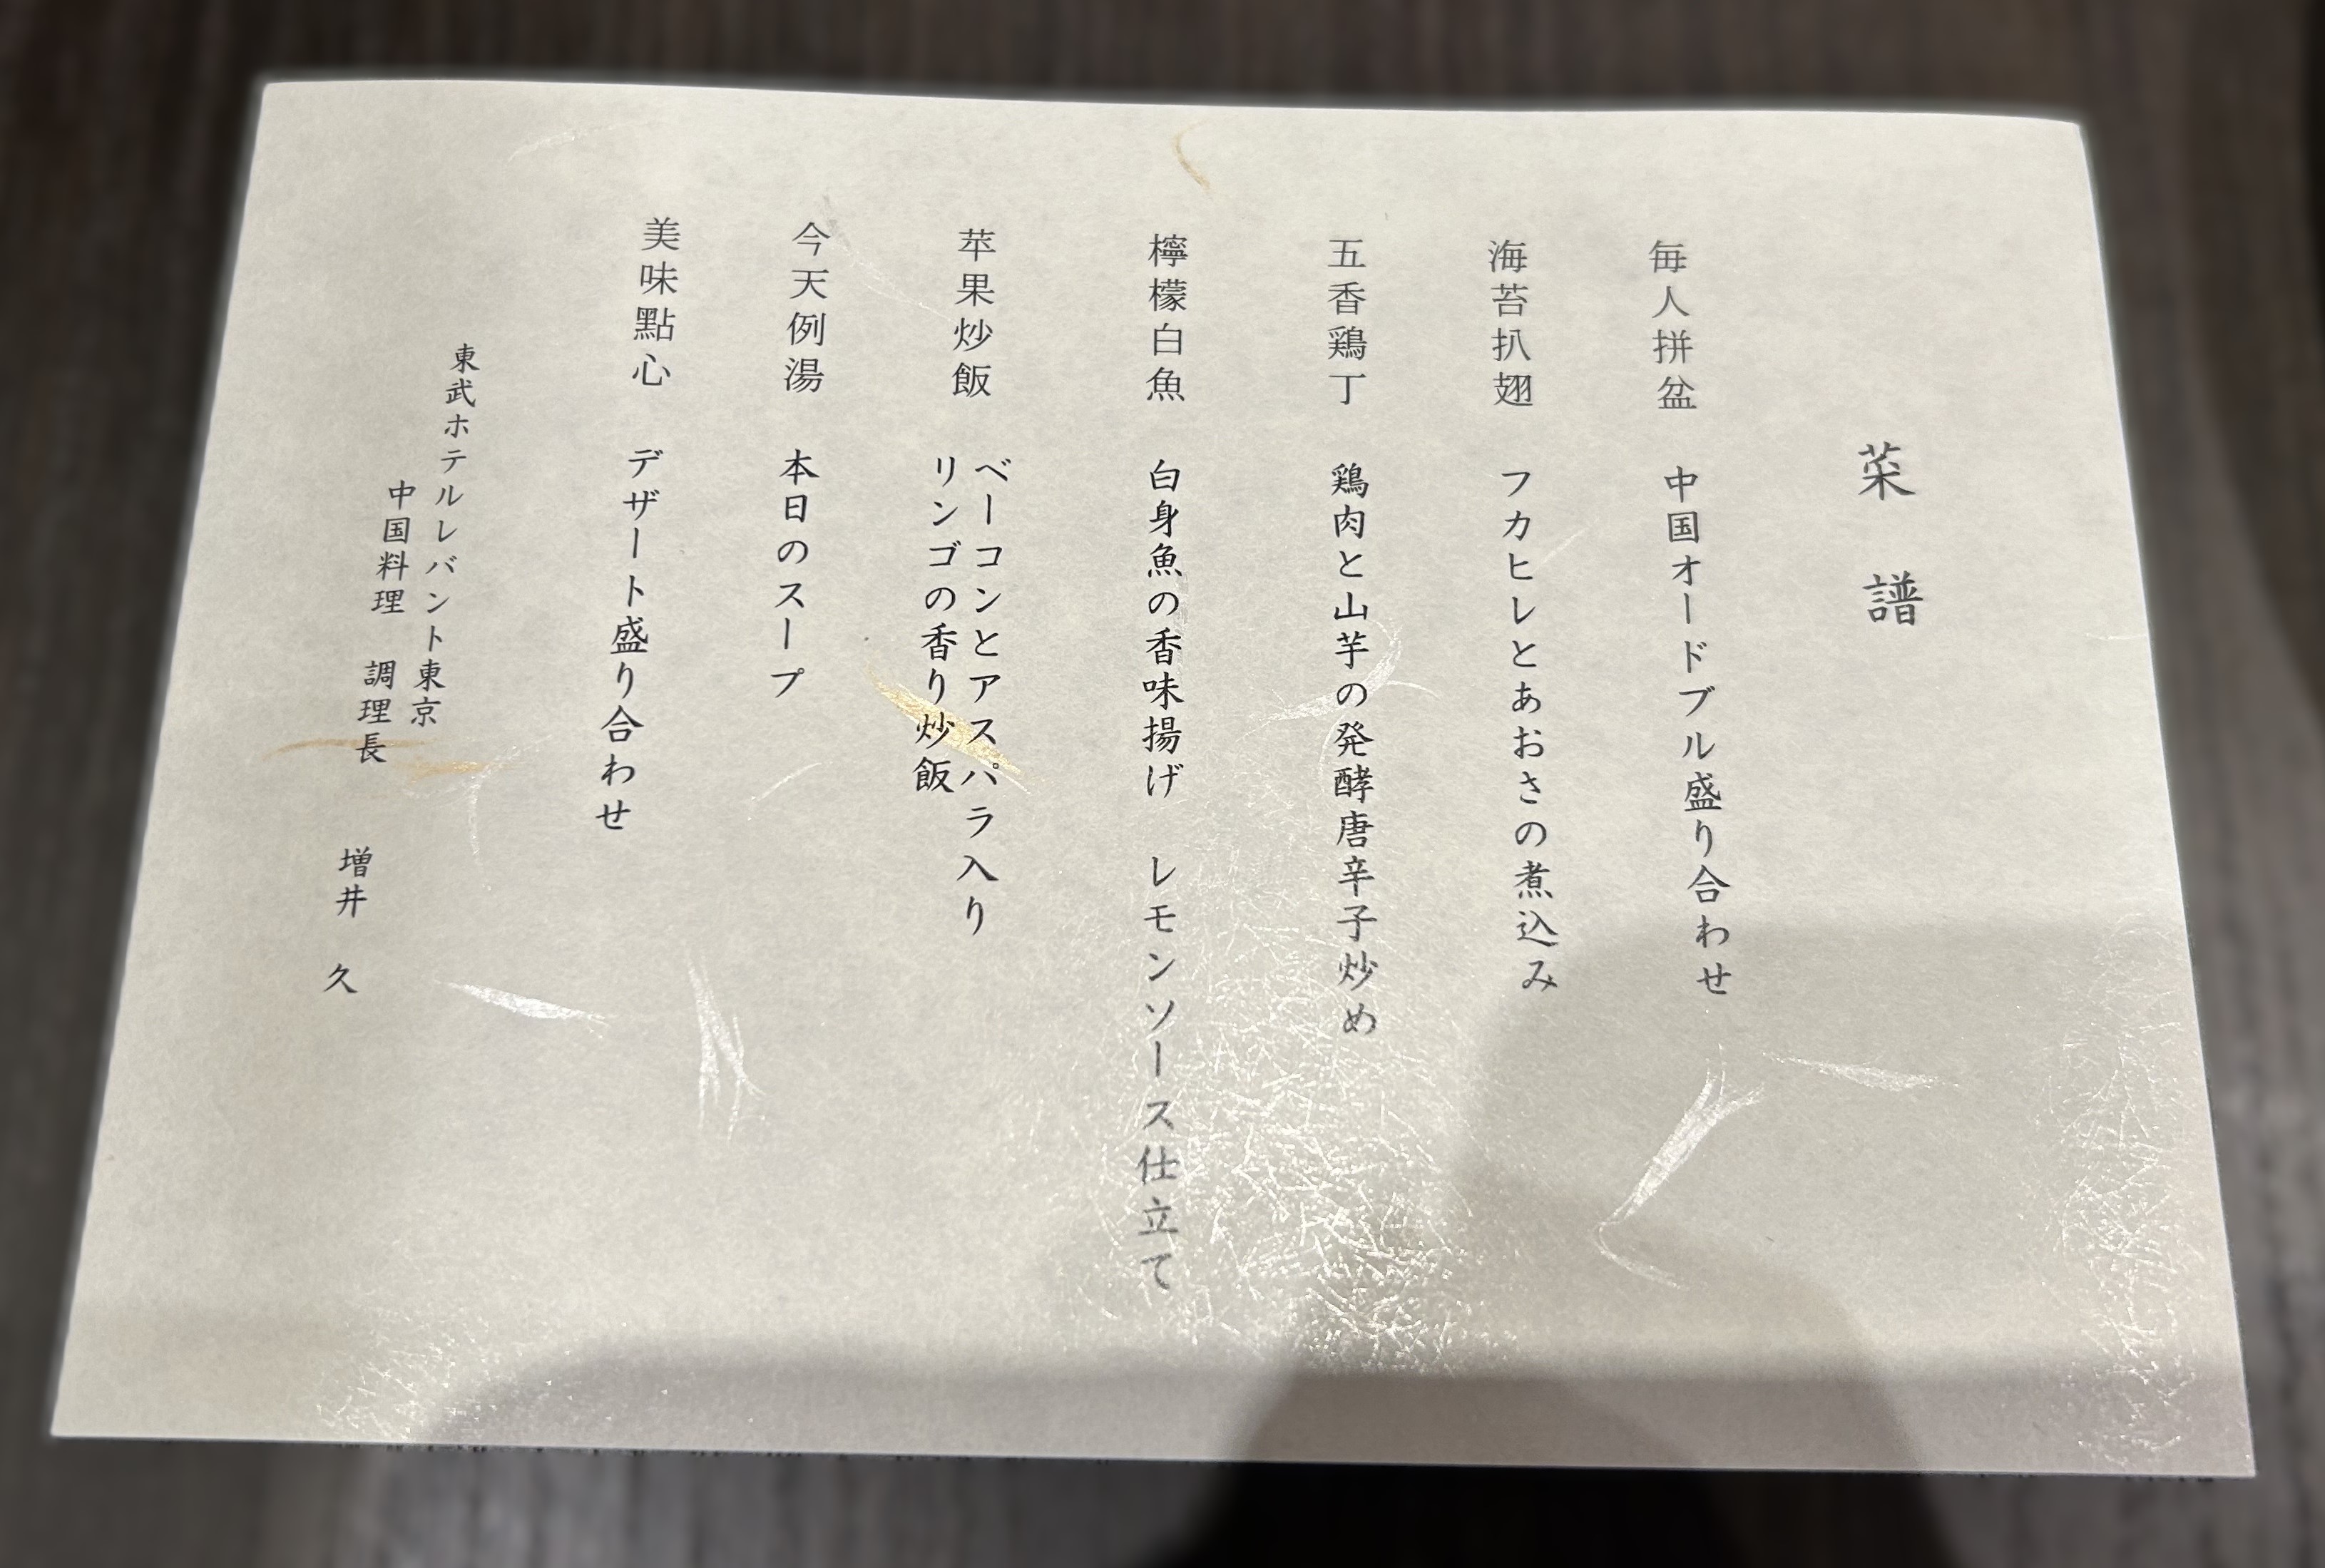 菜譜
毎人拼盆 中国オードブル盛り合わせ
海苔扒翅 フカヒレとあおさの煮込み
五香鶏丁 鶏肉と山芋の発酵唐辛子炒め
檸檬白魚 白身魚の香味揚げ レモンソース仕立て
苹果炒飯 ベーコンとアスパラ入り
リンゴの香り炒飯
今天例湯 本日のスープ
美味點心 デザート盛り合わせ
東武ホテルレバント東京
中国料理 調理長 増井 久